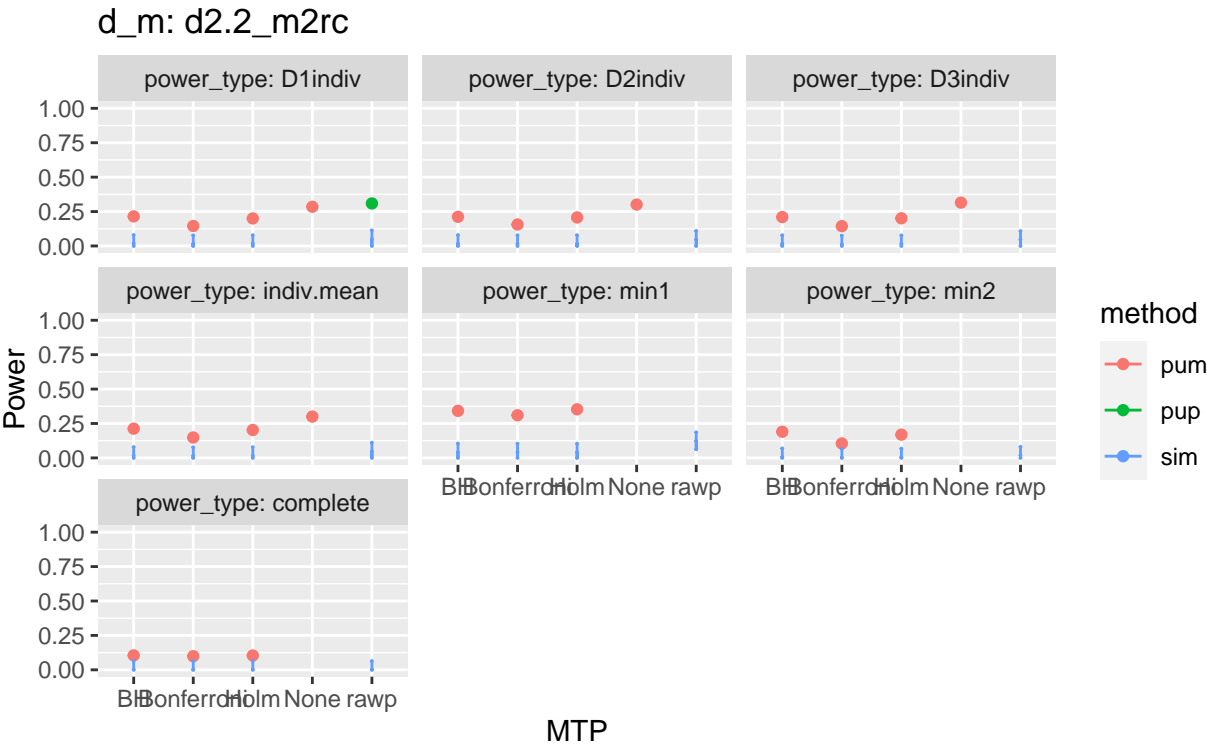 d_m: d2.2_m2rc
power_type: D1indiv
power_type: D2indiv
power_type: D3indiv
1.00
0.75
0.50
0.25
0.00
power_type: indiv.mean
power_type: min1
power_type: min2
1.00
0.75
0.50
0.25
0.00
BH Bonferroni Holm None rawp
BH Bonferroni Holm None rawp
power_type: complete
1.00
0.75
0.50
0.25
0.00
BH Bonferroni Holm None rawp
MTP
Power
method
pum
pup
sim